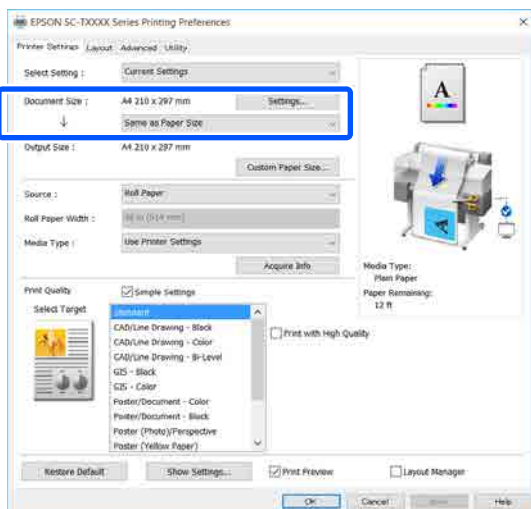 EPSON SC-TXXXX Series Printing Preferences
Printer Settings Layout Advanced Utility
Select Setting : Current Settings
Document Size : A4 210 x 297 mm Settings...
↓ Same as Paper Size
Output Size : A4 210 x 297 mm
Custom Paper Size...
Source : Roll Paper
Roll Paper Width :
Media Type : Use Printer Settings
Acquire Info
A
A
Media Type:
Plain Paper
Paper Remaining:
12 ft
Print Quality Simple Settings
Select Target
Standard
CAD/Line Drawing - Black
CAD/Line Drawing - Color
CAD/Line Drawing - Bi-Level
GIS - Black
GIS - Color
Poster/Document - Color
Poster/Document - Black
Poster (Photo)/Perspective
Poster (Yellow Paper)
Print with High Quality
Restore Default Show Settings... Print Preview Layout Manager
OK Cancel Help